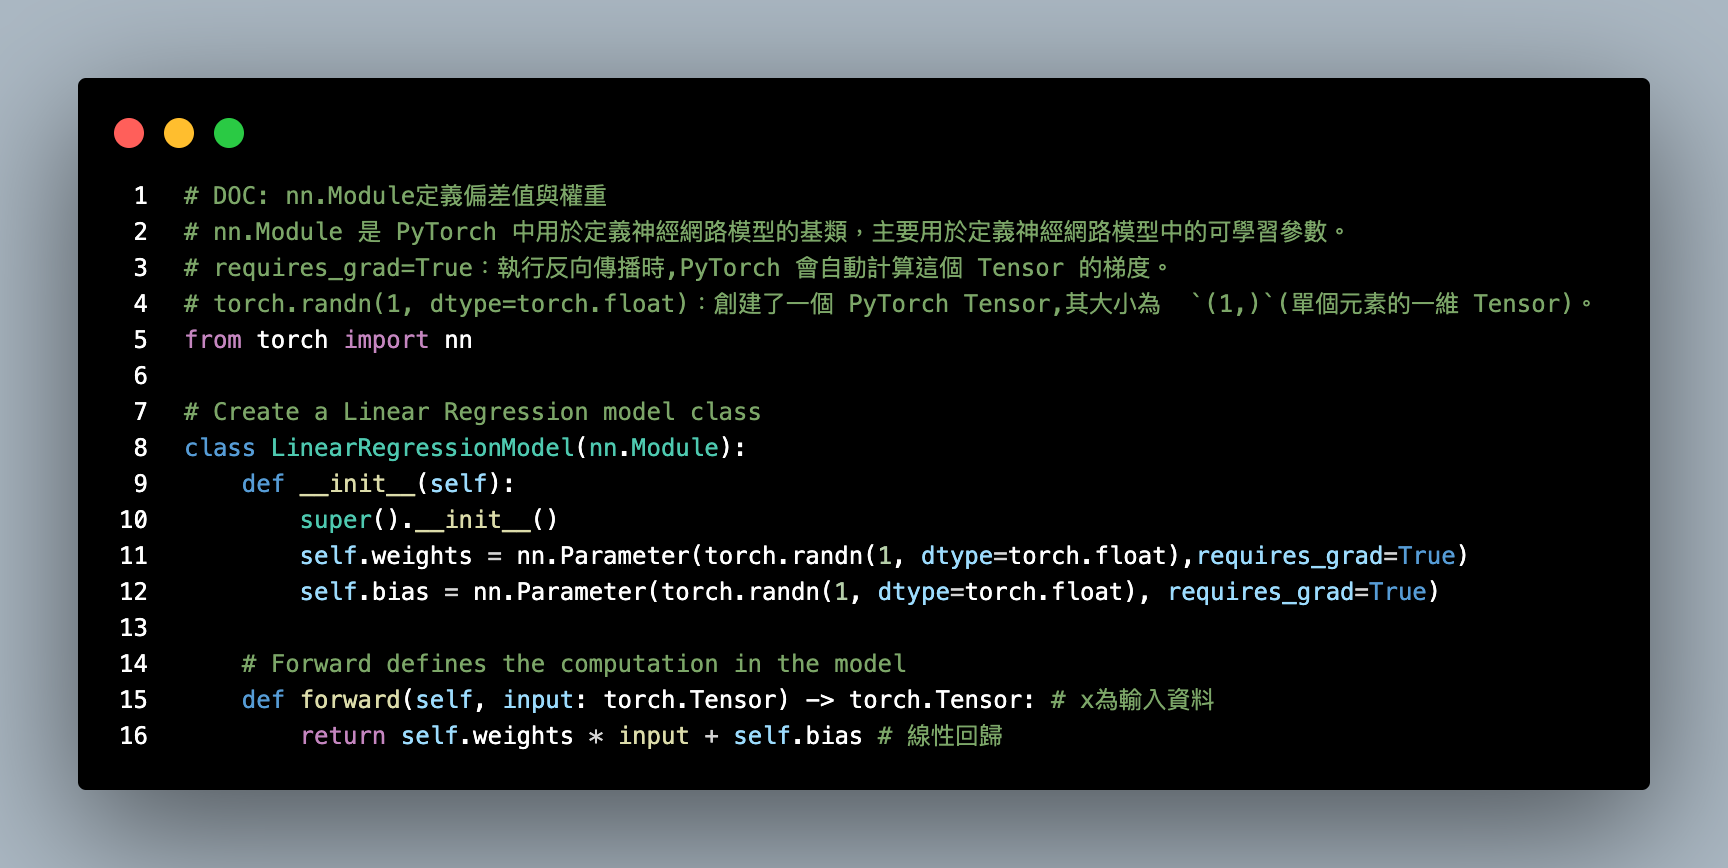 1 # DOC: nn.Module定義偏差值與權重
2 # nn.Module 是 PyTorch 中用於定義神經網路模型的基類，主要用於定義神經網路模型中的可學習參數。
3 # requires_grad=True：執行反向傳播時,PyTorch 會自動計算這個 Tensor 的梯度。
4 # torch.randn(1, dtype=torch.float)：創建了一個 PyTorch Tensor,其大小為  `(1,)`(單個元素的一維 Tensor)。
5 from torch import nn
6
7 # Create a Linear Regression model class
8 class LinearRegressionModel(nn.Module):
9     def __init__(self):
10         super().__init__()
11         self.weights = nn.Parameter(torch.randn(1, dtype=torch.float),requires_grad=True)
12         self.bias = nn.Parameter(torch.randn(1, dtype=torch.float), requires_grad=True)
13
14     # Forward defines the computation in the model
15     def forward(self, input: torch.Tensor) -> torch.Tensor: # x為輸入資料
16         return self.weights * input + self.bias # 線性回歸